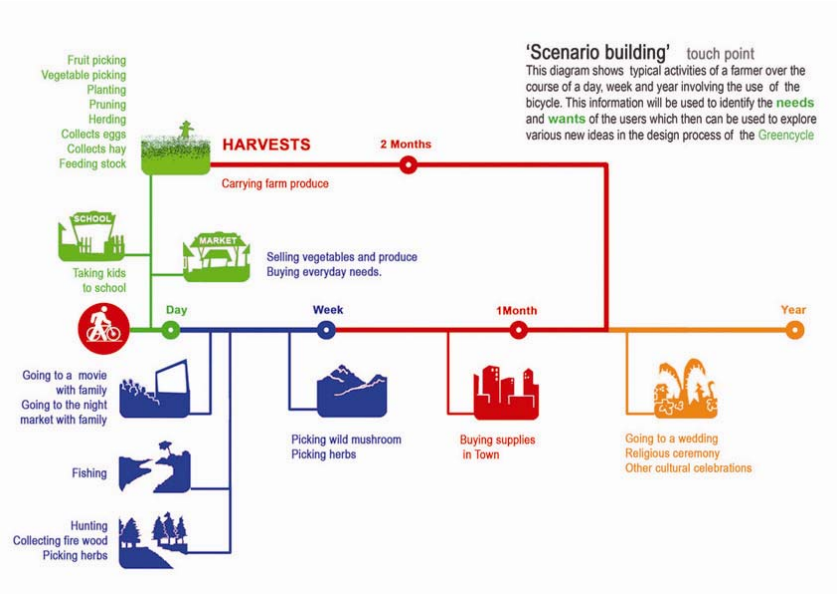 'Scenario building' touch point
This diagram shows typical activities of a farmer over the
course of a day, week and year involving the use of the
bicycle. This information will be used to identify the needs
and wants of the users which then can be used to explore
various new ideas in the design process of the Greencycle
Fruit picking
Vegetable picking
Planting
Pruning
Herding
Collects eggs
Collects hay
Feeding stock
HARVESTS
2 Months
Carrying farm produce
SCHOOL
Taking kids
to school
MARKET
Selling vegetables and produce
Buying everyday needs.
Day
Week
1Month
Year
Going to a movie
with family
Going to the night
market with family
Picking wild mushroom
Picking herbs
Buying supplies
in Town
Going to a wedding
Religious ceremony
Other cultural celebrations
Fishing
Hunting
Collecting fire wood
Picking herbs